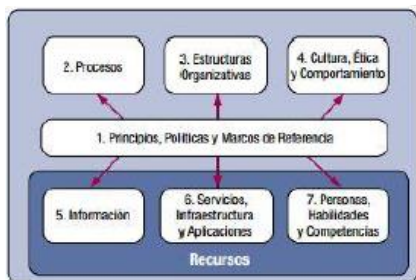 2. Procesos
3. Estructuras
Organizativas
4. Cultura, Ética
y Comportamiento
1. Principios, Políticas y Marcos de Referencia
5. Información
6. Servicios,
Infraestructura
y Aplicaciones
7. Personas,
Habilidades
y Competencias
Recursos